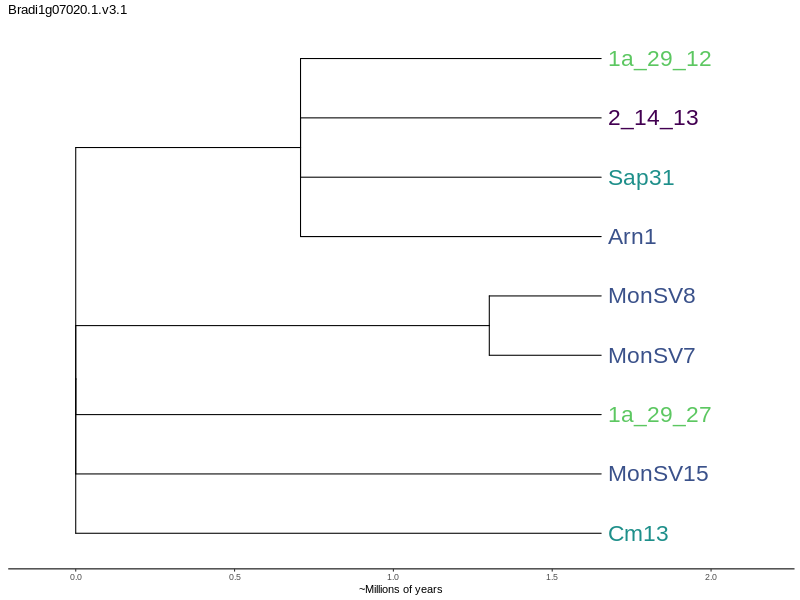 Bradi1g07020.1.v3.1
1a_29_12
2_14_13
Sap31
Arn1
MonSV8
MonSV7
1a_29_27
MonSV15
Cm13
0.0 0.5 1.0 1.5 2.0
~Millions of years